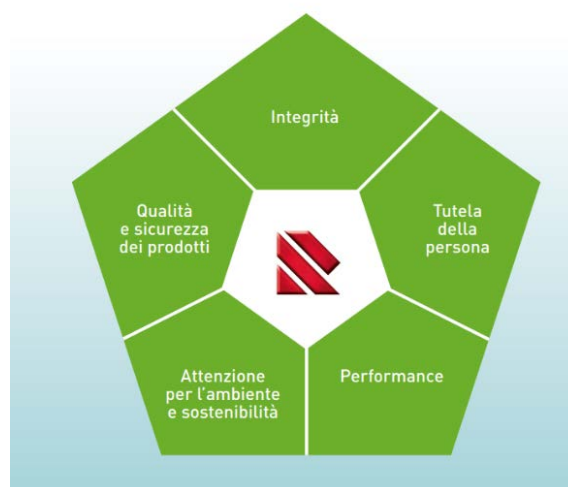 Integrità
Qualità
e sicurezza
dei prodotti
Tutela
della
persona
Attenzione
per l'ambiente
e sostenibilità
Performance